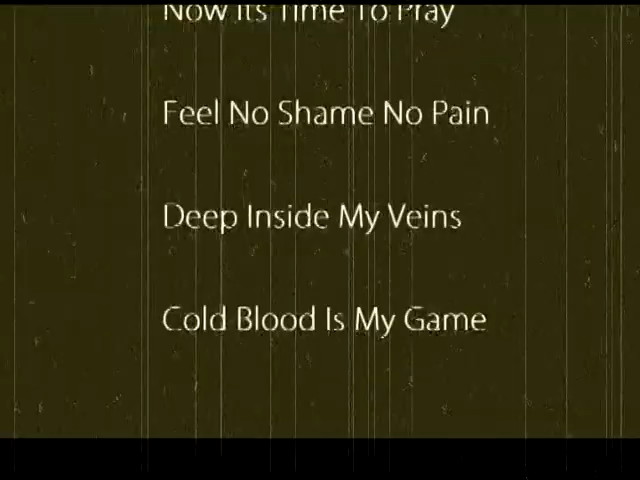 Now Its Time To Pray
Feel No Shame No Pain
Deep Inside My Veins
Cold Blood Is My Game